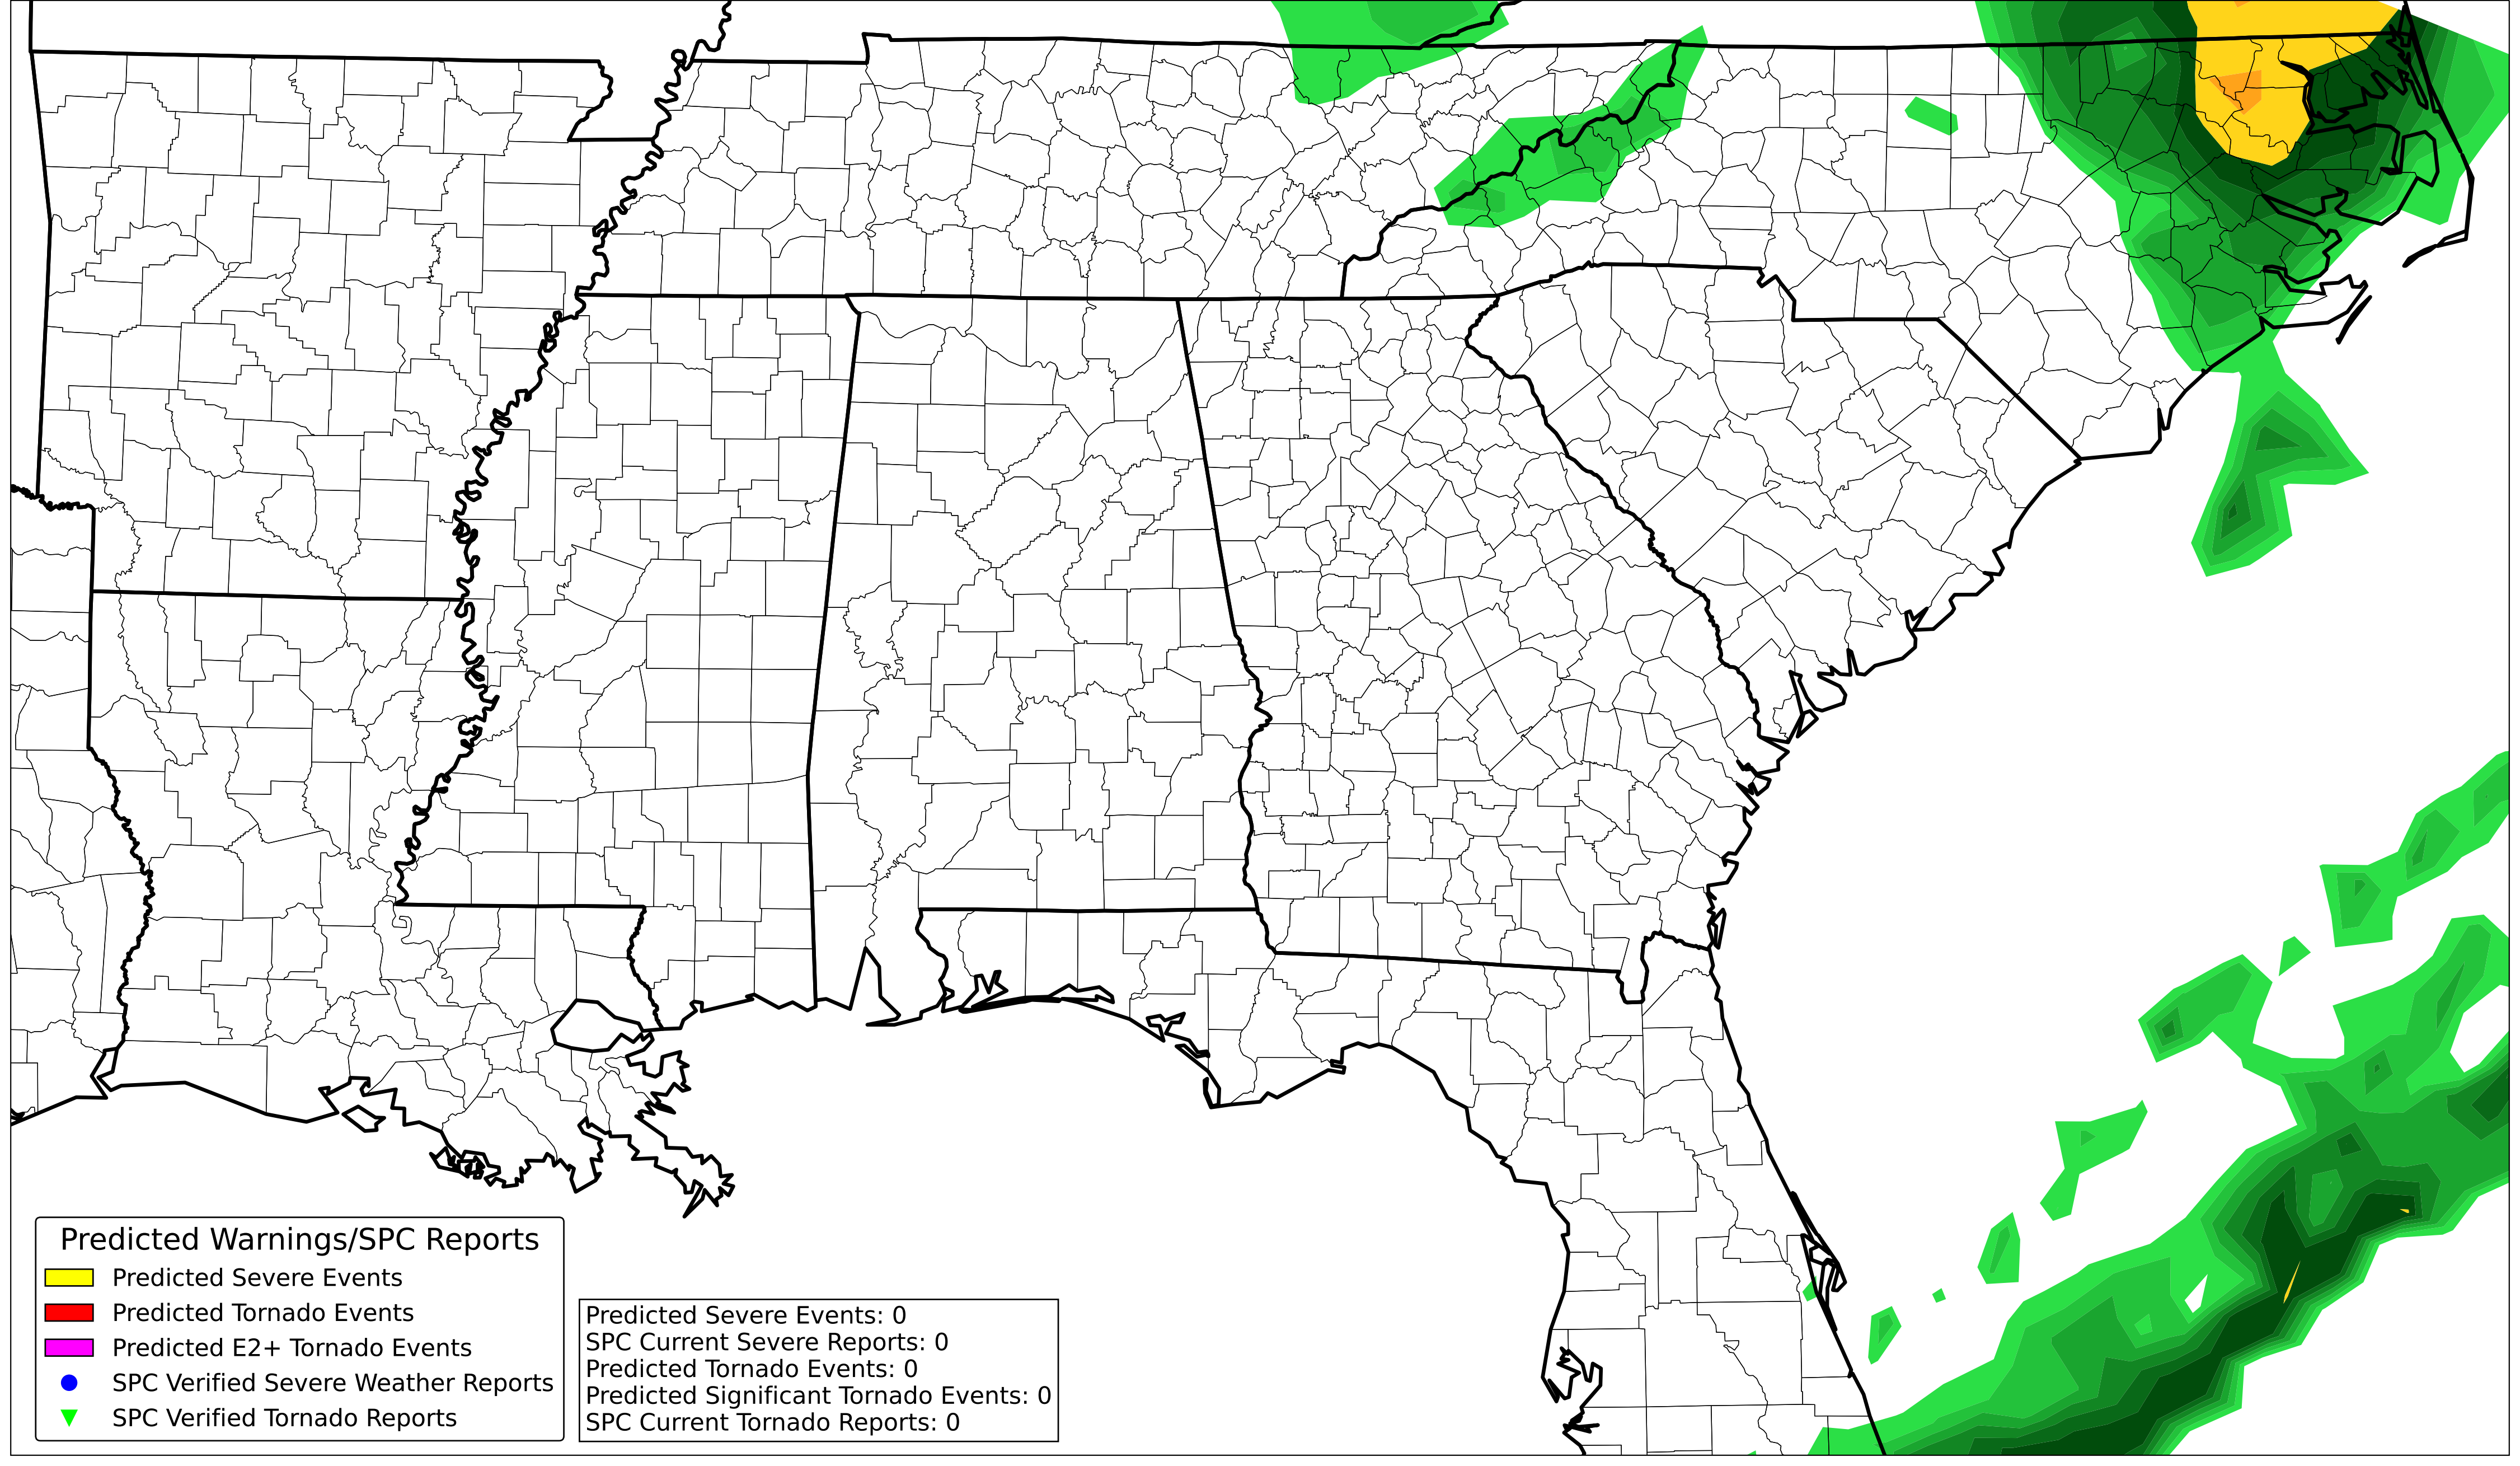 Predicted Warnings/SPC Reports
Predicted Severe Events
Predicted Tornado Events
Predicted E2+ Tornado Events
SPC Verified Severe Weather Reports
SPC Verified Tornado Reports
Predicted Severe Events: 0
SPC Current Severe Reports: 0
Predicted Tornado Events: 0
Predicted Significant Tornado Events: 0
SPC Current Tornado Reports: 0